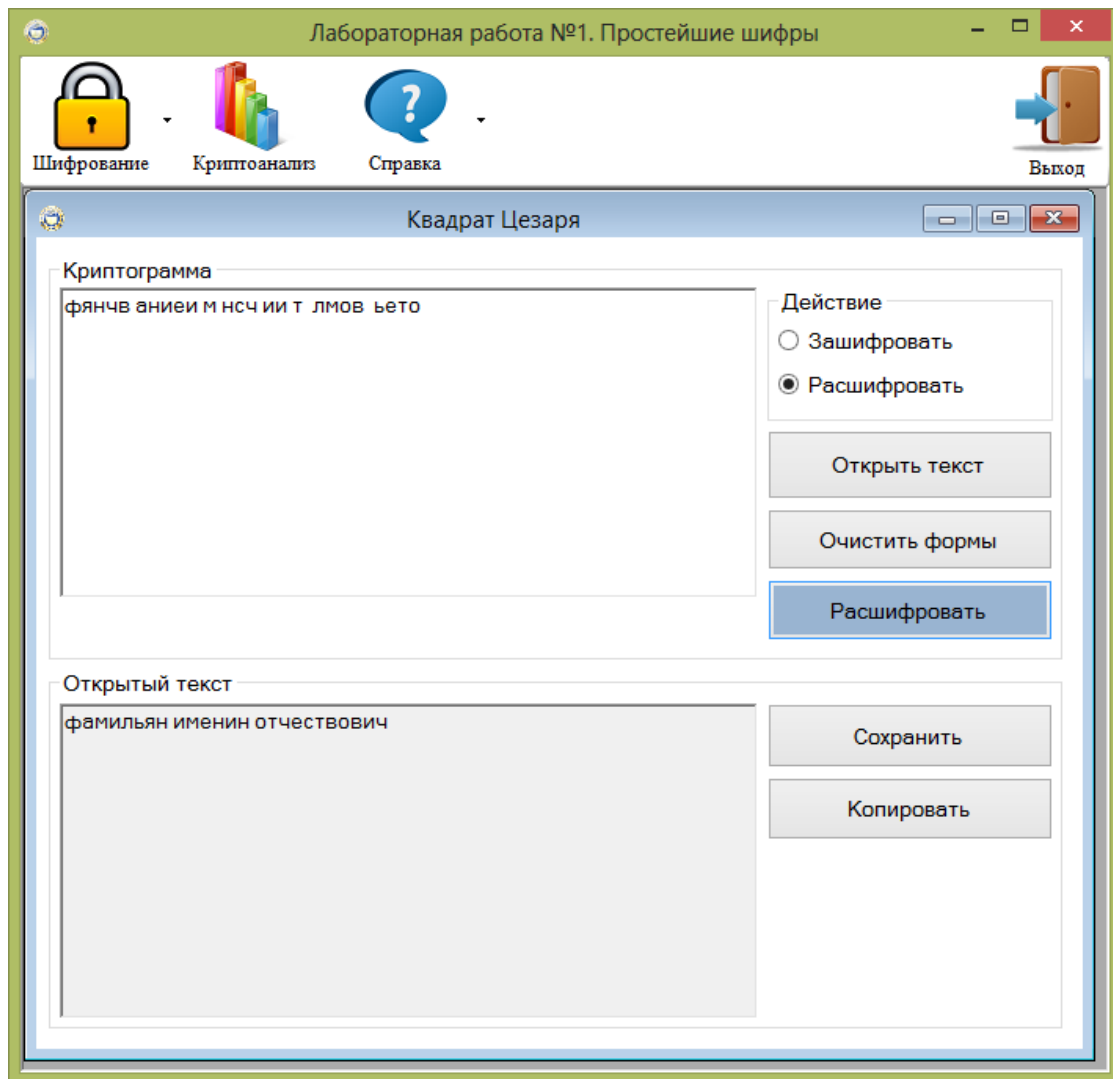 Лабораторная работа №1. Простейшие шифры
Шифрование Криптоанализ Справка Выход
Квадрат Цезаря
Криптограмма
фянчв аниеи м нсч ии т  лмов  ьето
Действие
Зашифровать
Расшифровать
Открыть текст
Очистить формы
Расшифровать
Открытый текст
фамильян именин отчествович
Сохранить
Копировать